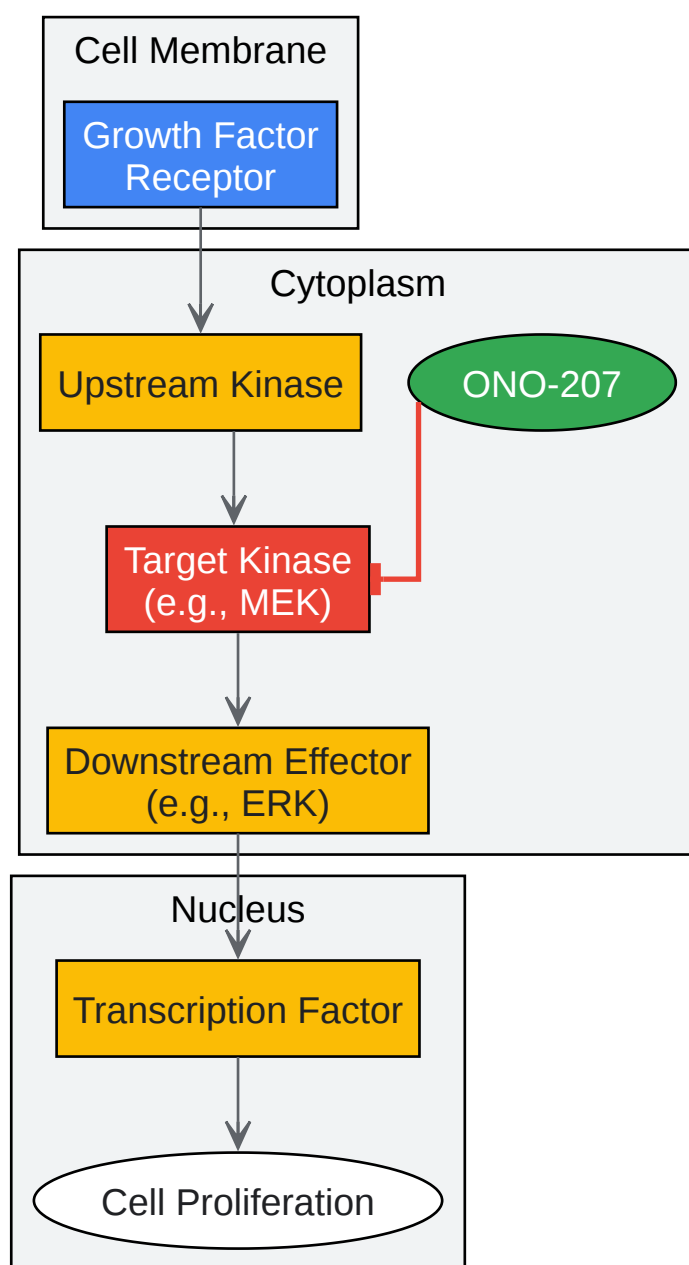 Cell Membrane
Growth Factor
Receptor
Cytoplasm
Upstream Kinase
ONO-207
Target Kinase
(e.g., MEK)
Downstream Effector
(e.g., ERK)
Nucleus
Transcription Factor
Cell Proliferation